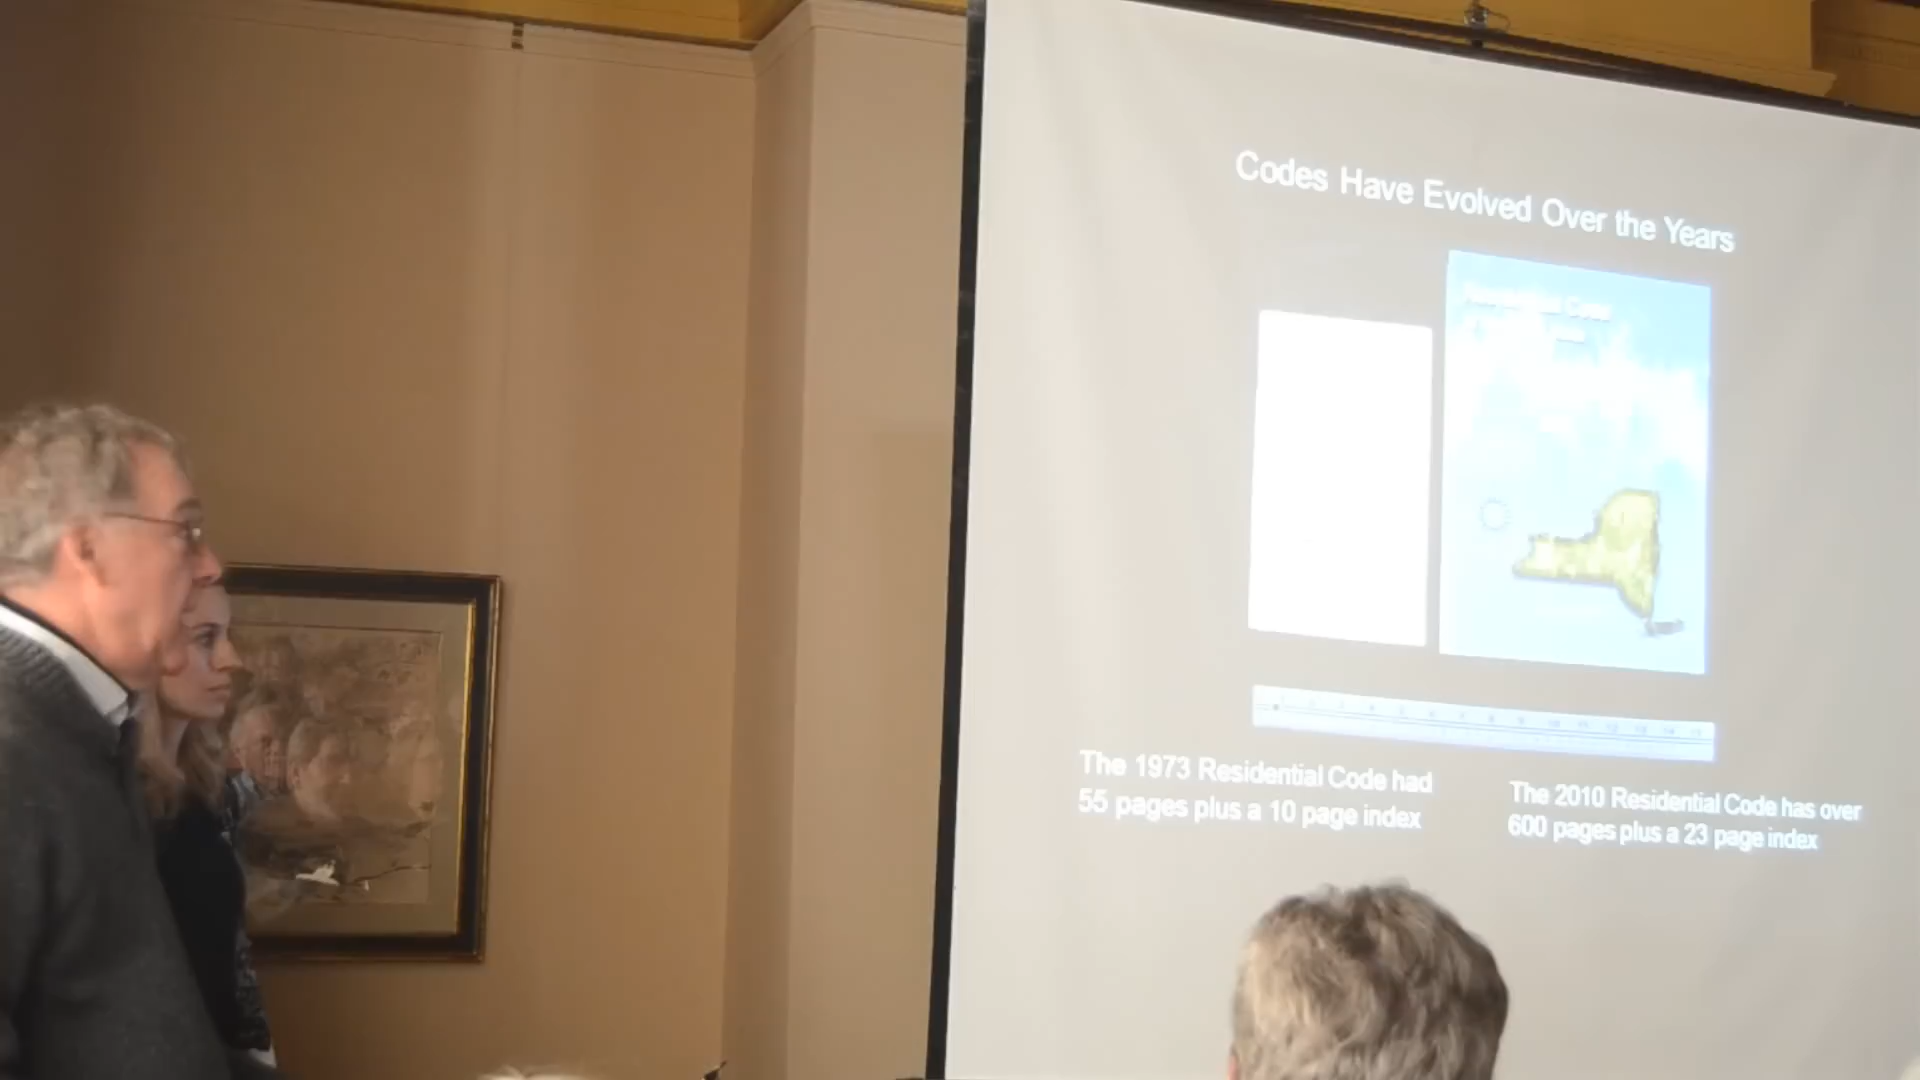 Codes Have Evolved Over the Years
The 1973 Residential Code had
55 pages plus a 10 page index
The 2010 Residential Code has over
600 pages plus a 23 page index